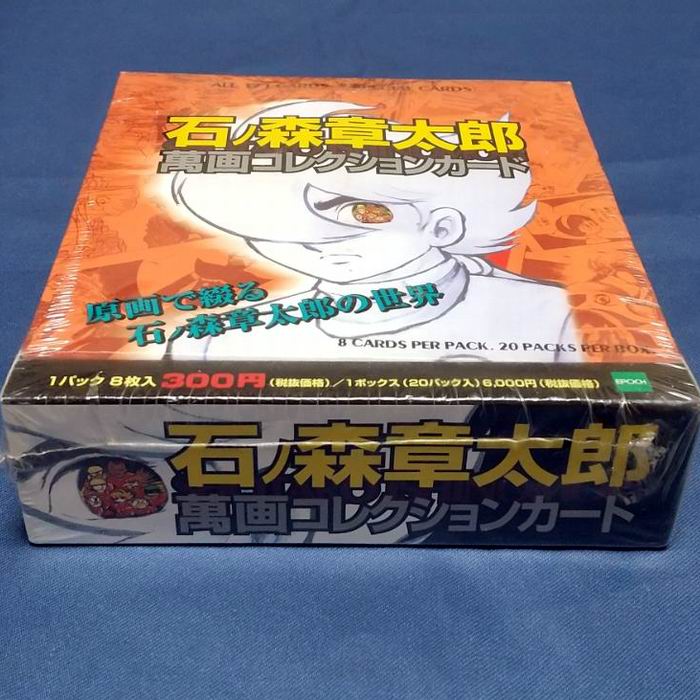 石ノ森章太郎
萬画コレクションカード
原画で綴る
石ノ森章太郎の世界
8 CARDS PER PACK. 20 PACKS PER BOX.
1パック 8枚入 300円(税抜価格)/1ボックス(20パック入)6,000円(税抜価格)
EPOCH
石ノ森章太郎
萬画コレクションカード